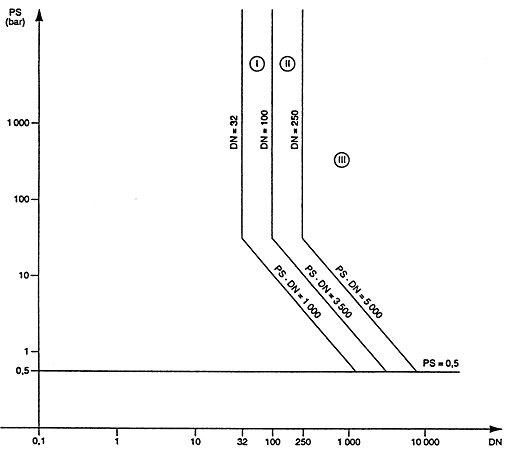 PS
(bar)
I
II
DN = 32
DN = 100
DN = 250
1 000
III
100
PS · DN = 1 000
PS · DN = 3 500
PS · DN = 5 000
10
1
PS = 0,5
0,5
0,1
1
10
32
100
250
1 000
10 000
DN